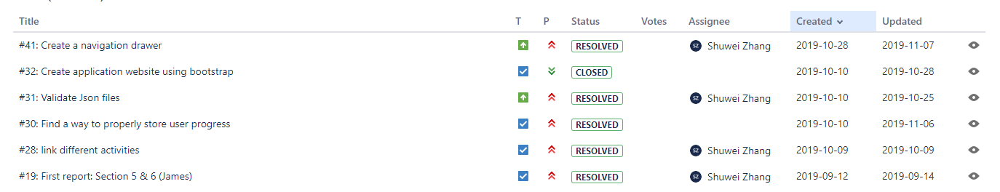 Title T P Status Votes Assignee Created Updated
#41: Create a navigation drawer RESOLVED SZ Shuwei Zhang 2019-10-28 2019-11-07
#32: Create application website using bootstrap CLOSED 2019-10-10 2019-10-28
#31: Validate Json files RESOLVED SZ Shuwei Zhang 2019-10-10 2019-10-25
#30: Find a way to properly store user progress RESOLVED 2019-10-10 2019-11-06
#28: link different activities RESOLVED SZ Shuwei Zhang 2019-10-09 2019-10-09
#19: First report: Section 5 & 6 (James) RESOLVED SZ Shuwei Zhang 2019-09-12 2019-09-14